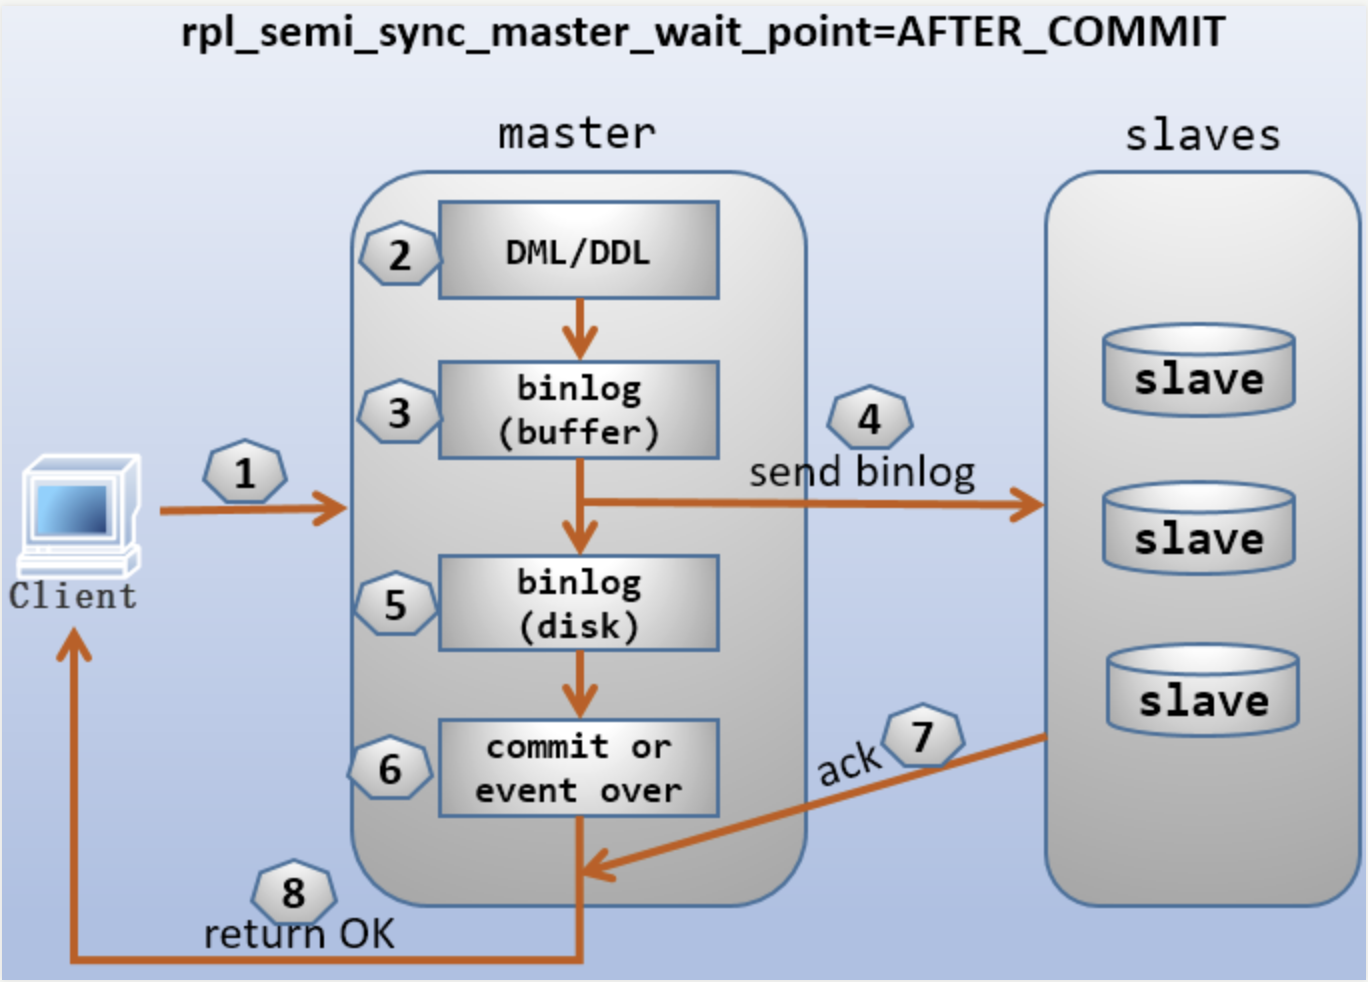 rpl_semi_sync_master_wait_point=AFTER_COMMIT
master
slaves
2
DML/DDL
3
binlog
(buffer)
4
send binlog
slave
1
Client
slave
5
binlog
(disk)
slave
6
commit or
event over
7
ack
8
return OK